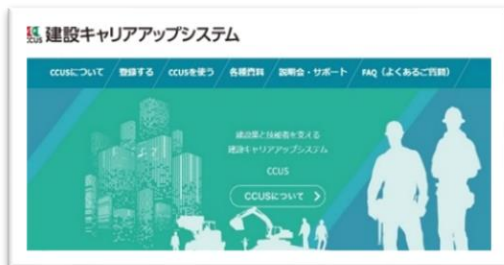 CCUS 建設キャリアアップシステム
CCUSについて 登録する CCUSを使う 各種資料 説明会・サポート FAQ（よくあるご質問）
建設業と技能者を支える
建設キャリアアップシステム
CCUS
CCUSについて